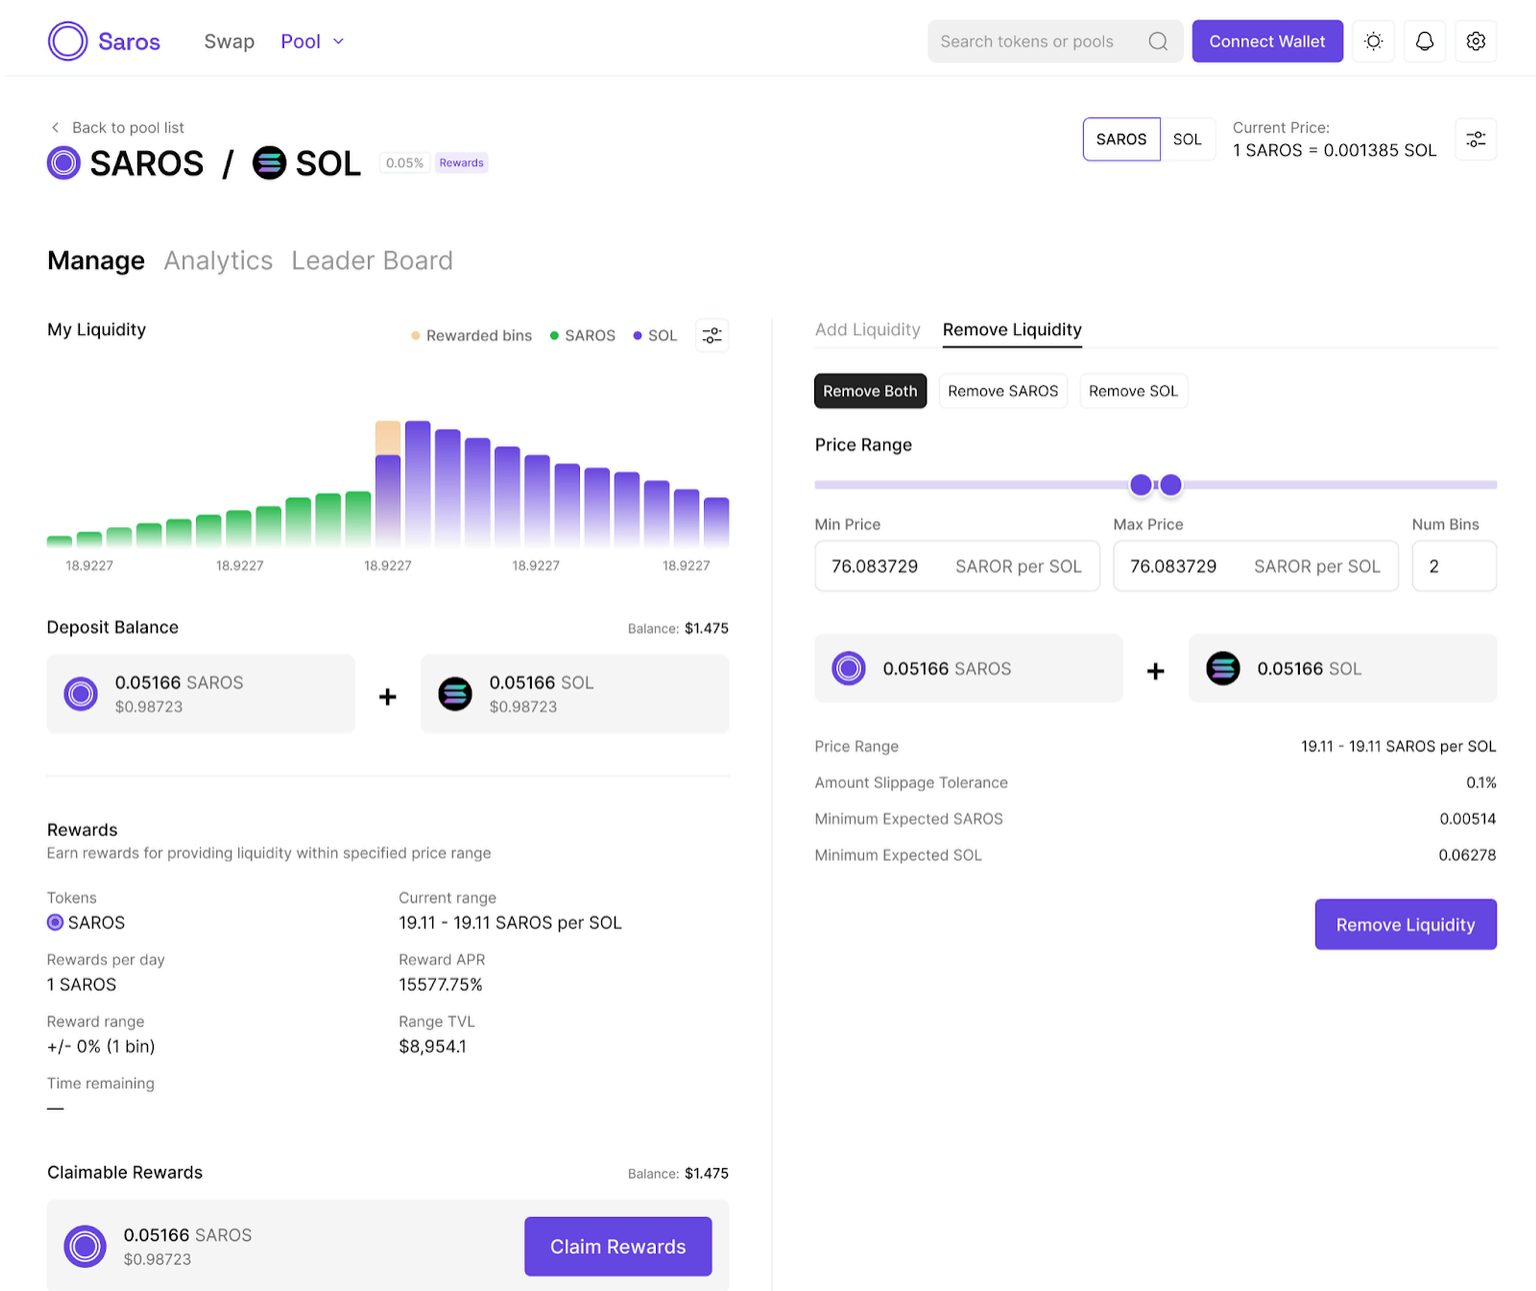 Saros
Swap
Pool
Search tokens or pools
Connect Wallet
Back to pool list
SAROS / SOL
0.05%
Rewards
SAROS
SOL
Current Price:
1 SAROS = 0.001385 SOL
Manage
Analytics
Leader Board
My Liquidity
Rewarded bins
SAROS
SOL
18.9227
18.9227
18.9227
18.9227
18.9227
Deposit Balance
Balance: $1.475
0.05166 SAROS
$0.98723
+
0.05166 SOL
$0.98723
Rewards
Earn rewards for providing liquidity within specified price range
Tokens
SAROS
Current range
19.11 - 19.11 SAROS per SOL
Rewards per day
1 SAROS
Reward APR
15577.75%
Reward range
+/- 0% (1 bin)
Range TVL
$8,954.1
Time remaining
—
Claimable Rewards
Balance: $1.475
0.05166 SAROS
$0.98723
Claim Rewards
Add Liquidity
Remove Liquidity
Remove Both
Remove SAROS
Remove SOL
Price Range
Min Price
76.083729 SAROR per SOL
Max Price
76.083729 SAROR per SOL
Num Bins
2
0.05166 SAROS
+
0.05166 SOL
Price Range
19.11 - 19.11 SAROS per SOL
Amount Slippage Tolerance
0.1%
Minimum Expected SAROS
0.00514
Minimum Expected SOL
0.06278
Remove Liquidity